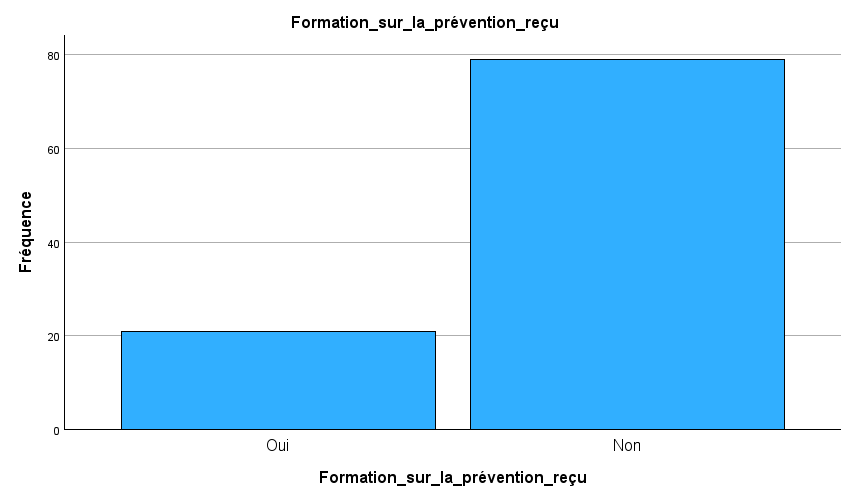 Formation_sur_la_prévention_reçu
Fréquence
80
60
40
20
0
Oui
Non
Formation_sur_la_prévention_reçu